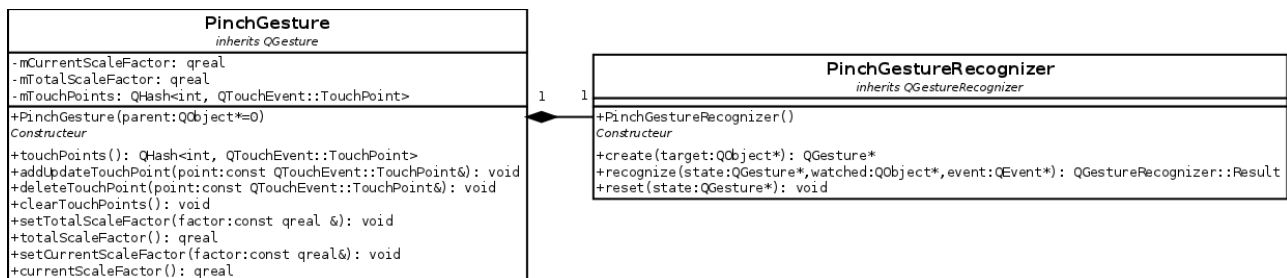 PinchGesture
inherits QGesture
-mCurrentScaleFactor: qreal
-mTotalScaleFactor: qreal
-mTouchPoints: QHash<int, QTouchEvent::TouchPoint>
+PinchGesture(parent:QObject*=0)
Constructeur
+touchPoints(): QHash<int, QTouchEvent::TouchPoint>
+addUpdateTouchPoint(point:const QTouchEvent::TouchPoint&): void
+deleteTouchPoint(point:const QTouchEvent::TouchPoint&): void
+clearTouchPoints(): void
+setTotalScaleFactor(factor:const qreal &): void
+totalScaleFactor(): qreal
+setCurrentScaleFactor(factor:const qreal&): void
+currentScaleFactor(): qreal
1
1
PinchGestureRecognizer
inherits QGestureRecognizer
+PinchGestureRecognizer()
Constructeur
+create(target:QObject*): QGesture*
+recognize(state:QGesture*,watched:QObject*,event:QEvent*): QGestureRecognizer::Result
+reset(state:QGesture*): void